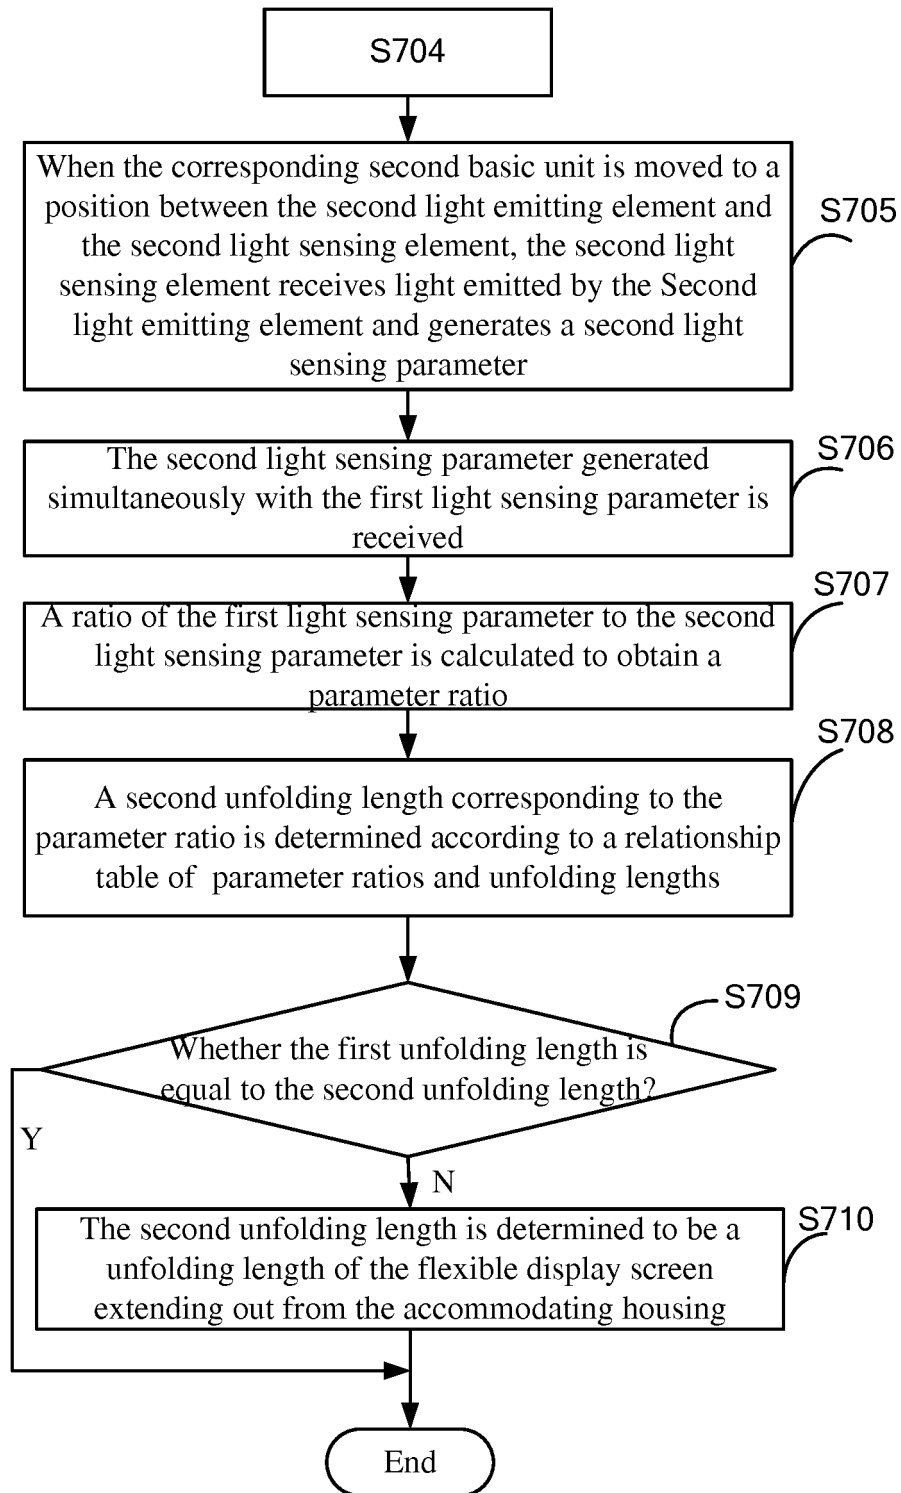 S704
When the corresponding second basic unit is moved to a
position between the second light emitting element and
the second light sensing element, the second light
sensing element receives light emitted by the Second
light emitting element and generates a second light
sensing parameter
S705
The second light sensing parameter generated
simultaneously with the first light sensing parameter is
received
S706
A ratio of the first light sensing parameter to the second
light sensing parameter is calculated to obtain a
parameter ratio
S707
A second unfolding length corresponding to the
parameter ratio is determined according to a relationship
table of parameter ratios and unfolding lengths
S708
Whether the first unfolding length is
equal to the second unfolding length?
S709
Y
N
The second unfolding length is determined to be a
unfolding length of the flexible display screen
extending out from the accommodating housing
S710
End